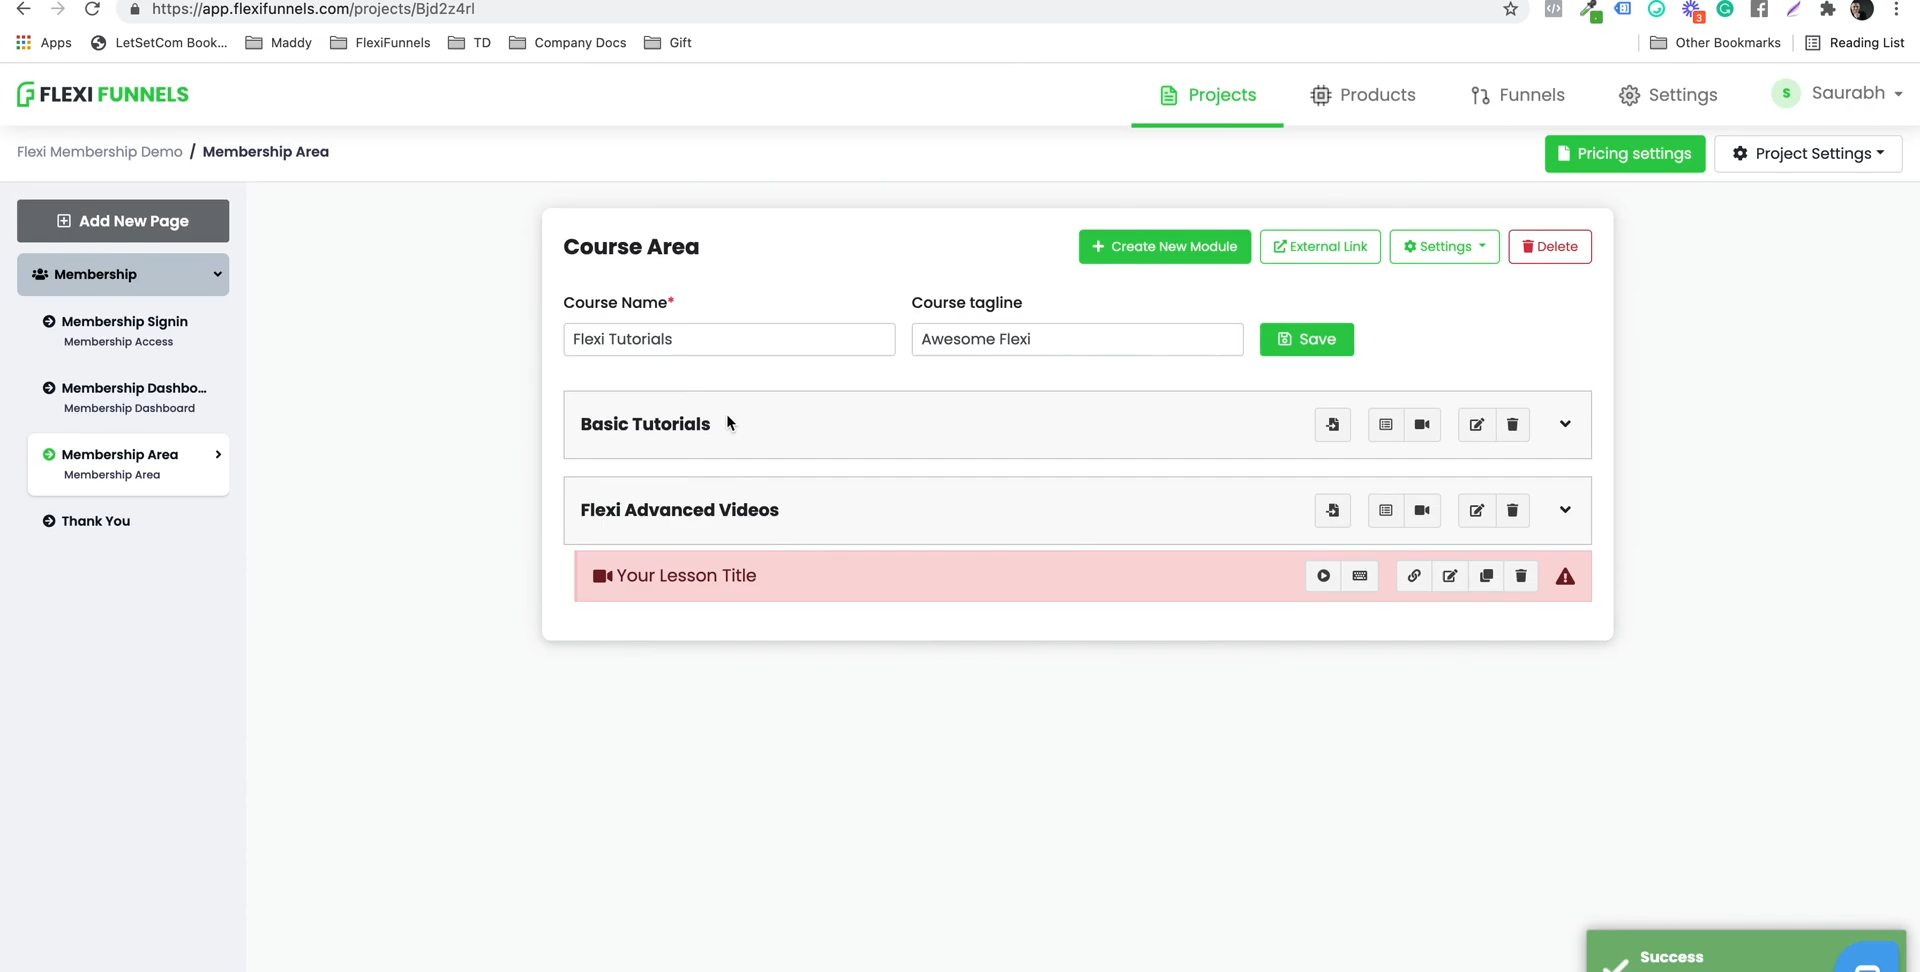 https://app.flexifunnels.com/projects/Bjd2z4rl
3
Apps LetSetCom Book... Maddy FlexiFunnels TD Company Docs Gift Other Bookmarks Reading List
FLEXI FUNNELS Projects Products Funnels Settings S Saurabh
Flexi Membership Demo / Membership Area Pricing settings Project Settings
Add New Page
Membership
Membership Signin
Membership Access
Membership Dashbo...
Membership Dashboard
Membership Area
Membership Area
Thank You
Course Area Create New Module External Link Settings Delete
Course Name* Course tagline
Flexi Tutorials Awesome Flexi Save
Basic Tutorials
Flexi Advanced Videos
Your Lesson Title
Success